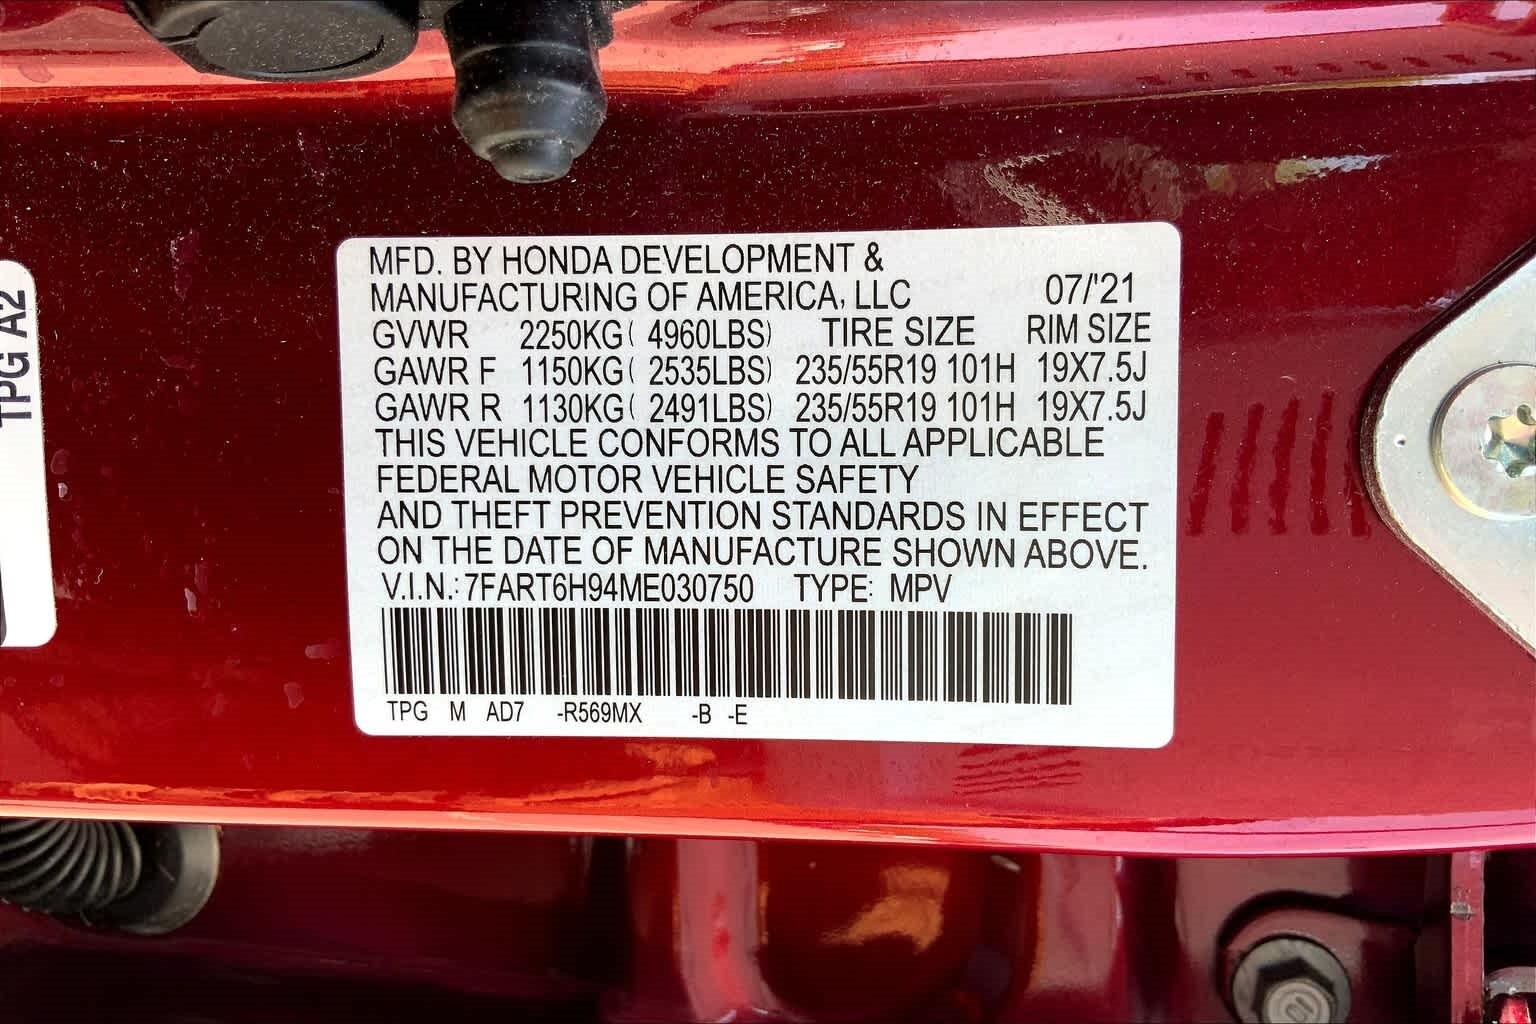 MFD. BY HONDA DEVELOPMENT &
MANUFACTURING OF AMERICA, LLC 07/'21
GVWR 2250KG( 4960LBS) TIRE SIZE RIM SIZE
GAWR F 1150KG( 2535LBS) 235/55R19 101H 19X7.5J
GAWR R 1130KG( 2491LBS) 235/55R19 101H 19X7.5J
THIS VEHICLE CONFORMS TO ALL APPLICABLE
FEDERAL MOTOR VEHICLE SAFETY
AND THEFT PREVENTION STANDARDS IN EFFECT
ON THE DATE OF MANUFACTURE SHOWN ABOVE.
V.I.N.: 7FART6H94ME030750 TYPE: MPV
TPG M AD7 -R569MX -B -E
TPG A2